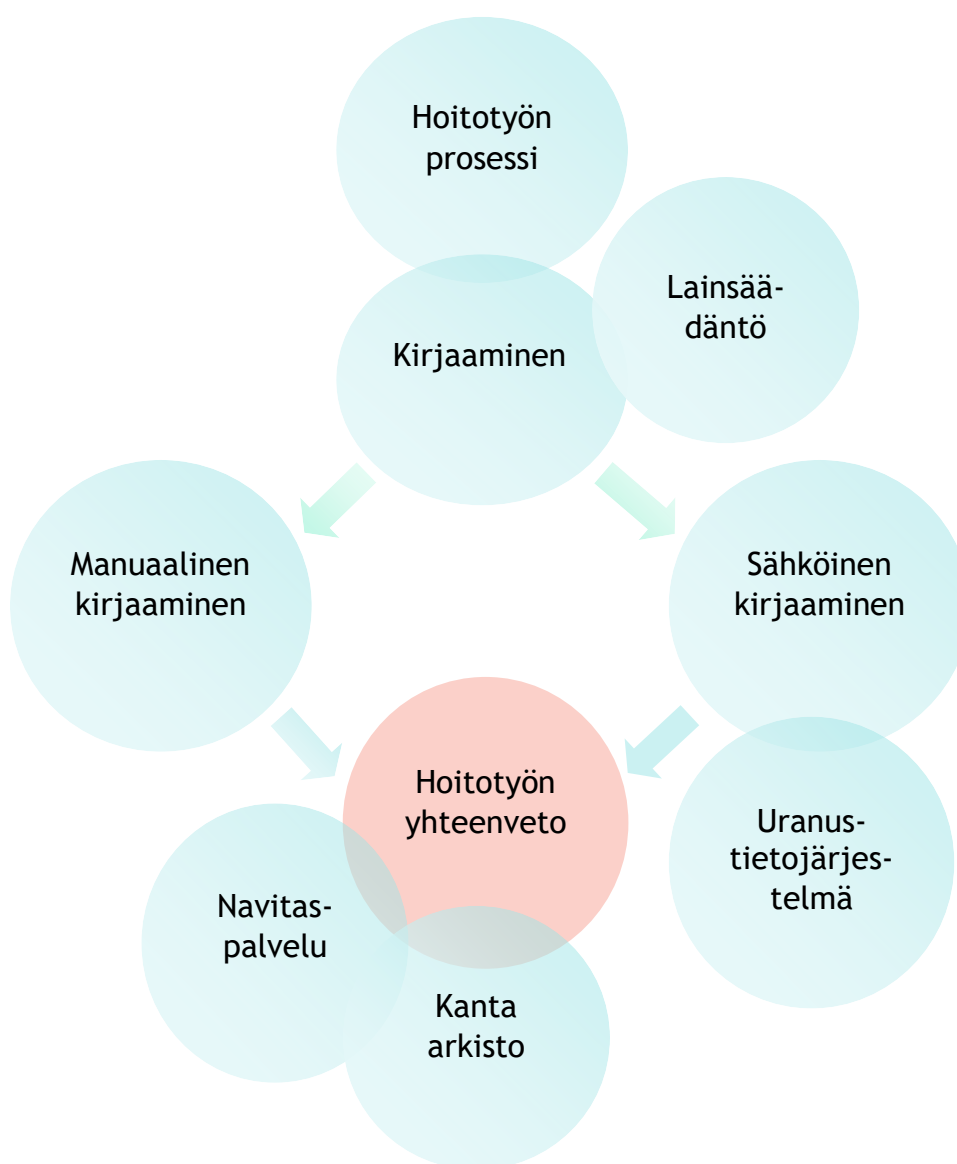 Hoitotyön
prosessi
Lainsää-
däntö
Kirjaaminen
Manuaalinen
kirjaaminen
Sähköinen
kirjaaminen
Hoitotyön
yhteenveto
Uranus-
tietojärjes-
telmä
Navitas-
palvelu
Kanta
arkisto